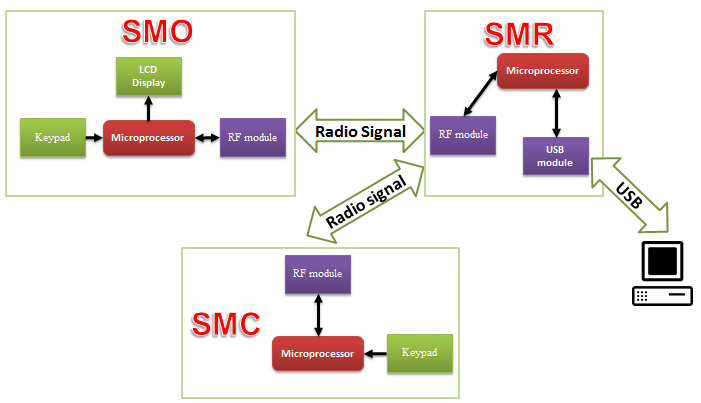 SMO
LCD
Display
Keypad
Microprocessor
RF module
Radio Signal
SMR
Microprocessor
RF module
USB
module
USB
Radio signal
SMC
RF module
Microprocessor
Keypad